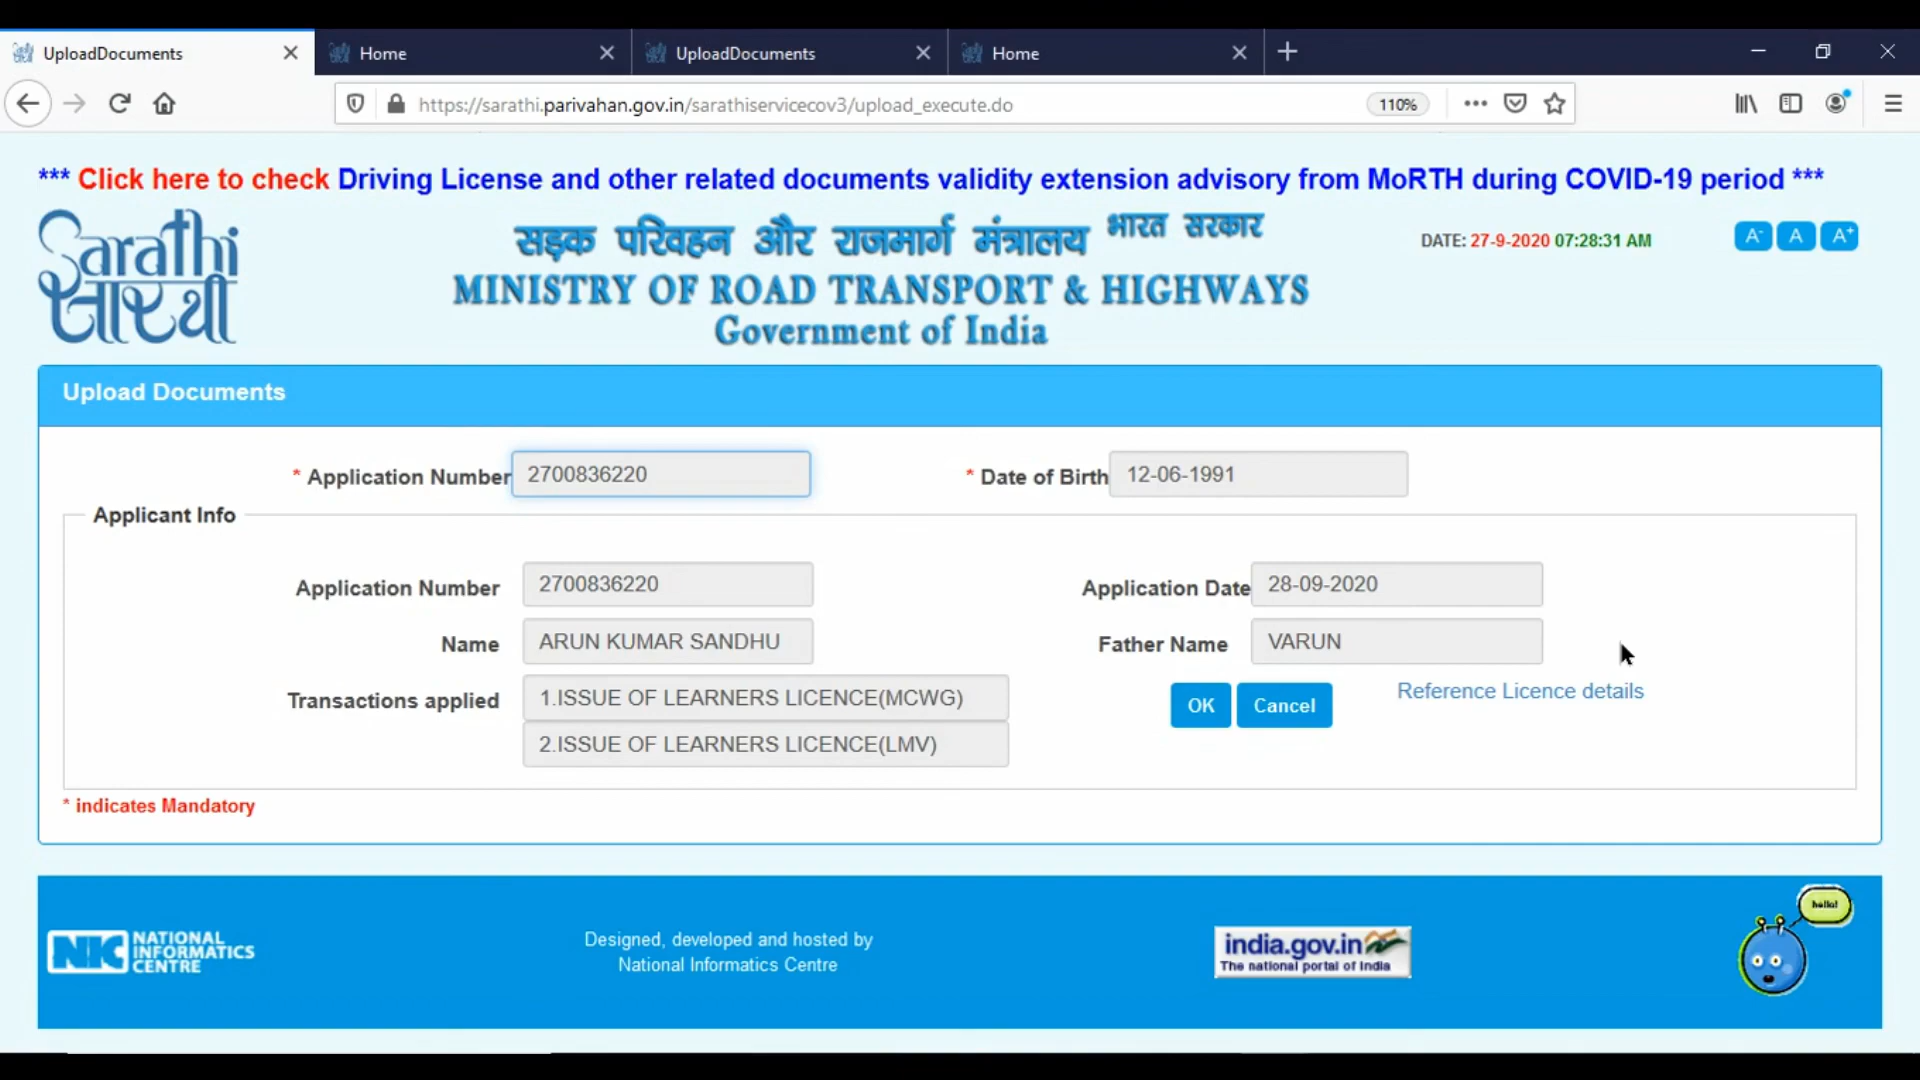 UploadDocuments
Home
UploadDocuments
Home
https://sarathi.parivahan.gov.in/sarathiservicecov3/upload_execute.do
110%
*** Click here to check Driving License and other related documents validity extension advisory from MoRTH during COVID-19 period ***
Sarathi
सारथी
सड़क परिवहन और राजमार्ग मंत्रालय भारत सरकार
MINISTRY OF ROAD TRANSPORT & HIGHWAYS
Government of India
DATE: 27-9-2020 07:28:31 AM
A- A A+
Upload Documents
* Application Number 2700836220 * Date of Birth 12-06-1991
Applicant Info
Application Number 2700836220 Application Date 28-09-2020
Name ARUN KUMAR SANDHU Father Name VARUN
Transactions applied 1.ISSUE OF LEARNERS LICENCE(MCWG) OK Cancel Reference Licence details
2.ISSUE OF LEARNERS LICENCE(LMV)
* indicates Mandatory
NIC NATIONAL INFORMATICS CENTRE
Designed, developed and hosted by
National Informatics Centre
india.gov.in
The national portal of India
hello!